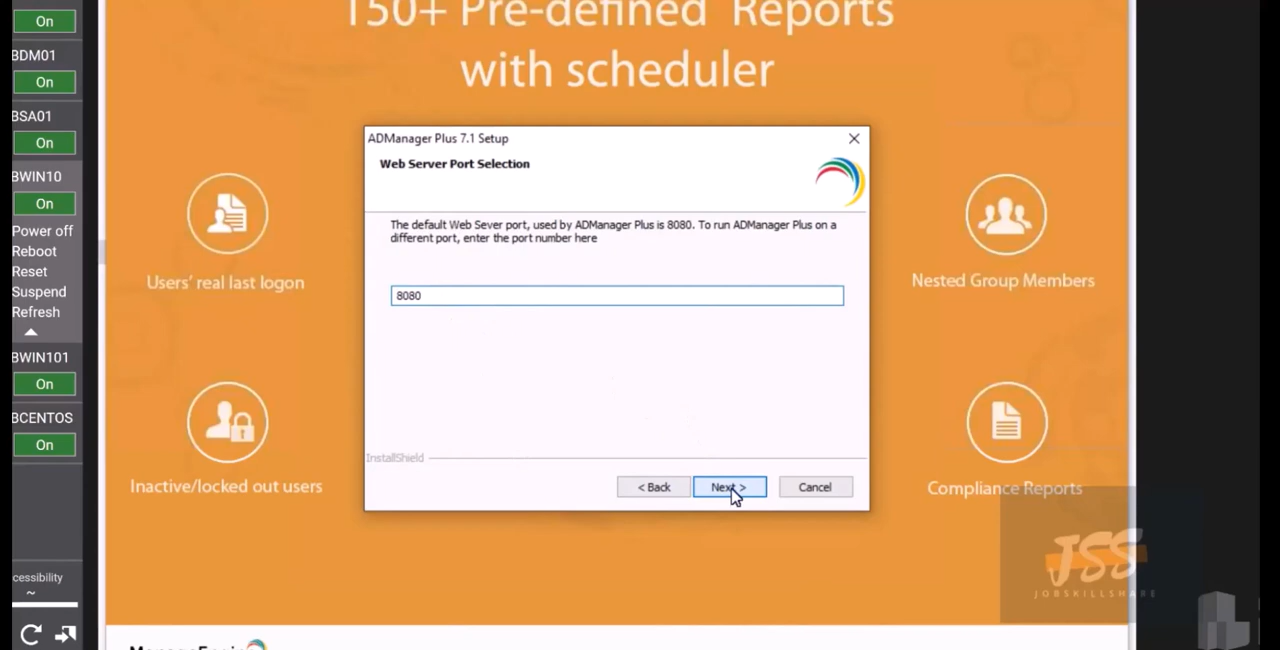 On
BDM01
On
BSA01
On
BWIN10
On
Power off
Reboot
Reset
Suspend
Refresh
BWIN101
On
BCENTOS
On
cessibility
150+ Pre-defined Reports
with scheduler
Users' real last logon
Inactive/locked out users
Nested Group Members
Compliance Reports
ADManager Plus 7.1 Setup
Web Server Port Selection
The default Web Sever port, used by ADManager Plus is 8080. To run ADManager Plus on a
different port, enter the port number here
8080
InstallShield
< Back
Next >
Cancel
JSS
JOBSKILLSHARE